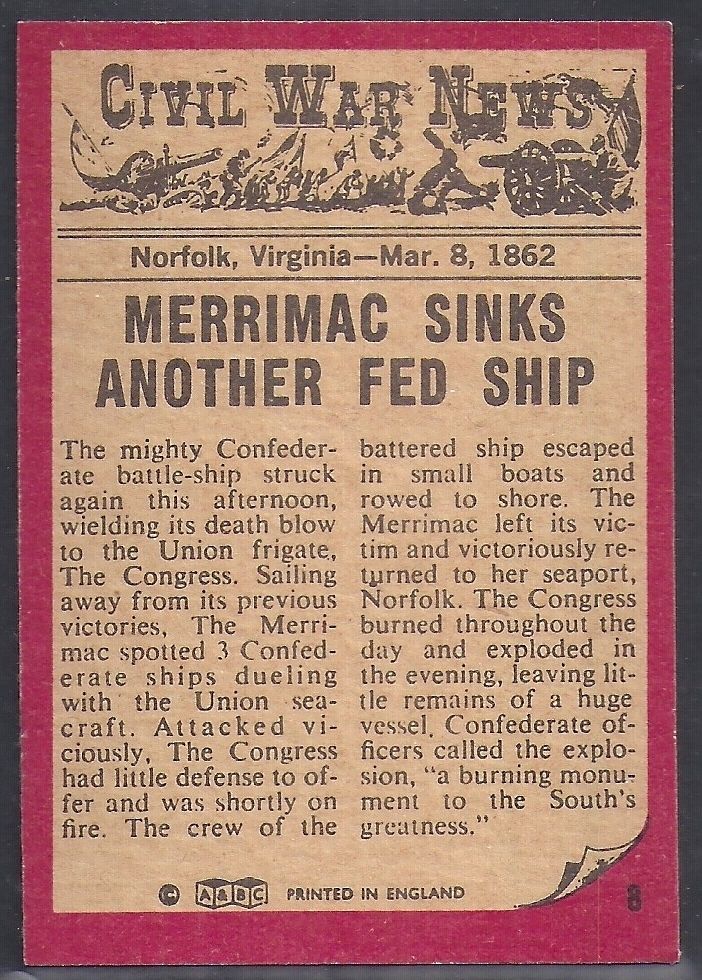 CIVIL WAR NEWS
Norfolk, Virginia—Mar. 8, 1862
MERRIMAC SINKS
ANOTHER FED SHIP
The mighty Confeder-
ate battle-ship struck
again this afternoon,
wielding its death blow
to the Union frigate,
The Congress. Sailing
away from its previous
victories, The Merri-
mac spotted 3 Confed-
erate ships dueling
with the Union sea-
craft. Attacked vi-
ciously, The Congress
had little defense to of-
fer and was shortly on
fire. The crew of the
battered ship escaped
in small boats and
rowed to shore. The
Merrimac left its vic-
tim and victoriously re-
turned to her seaport,
Norfolk. The Congress
burned throughout the
day and exploded in
the evening, leaving lit-
tle remains of a huge
vessel. Confederate of-
ficers called the explo-
sion, “a burning monu-
ment to the South's
greatness.”
© A&BC PRINTED IN ENGLAND
8